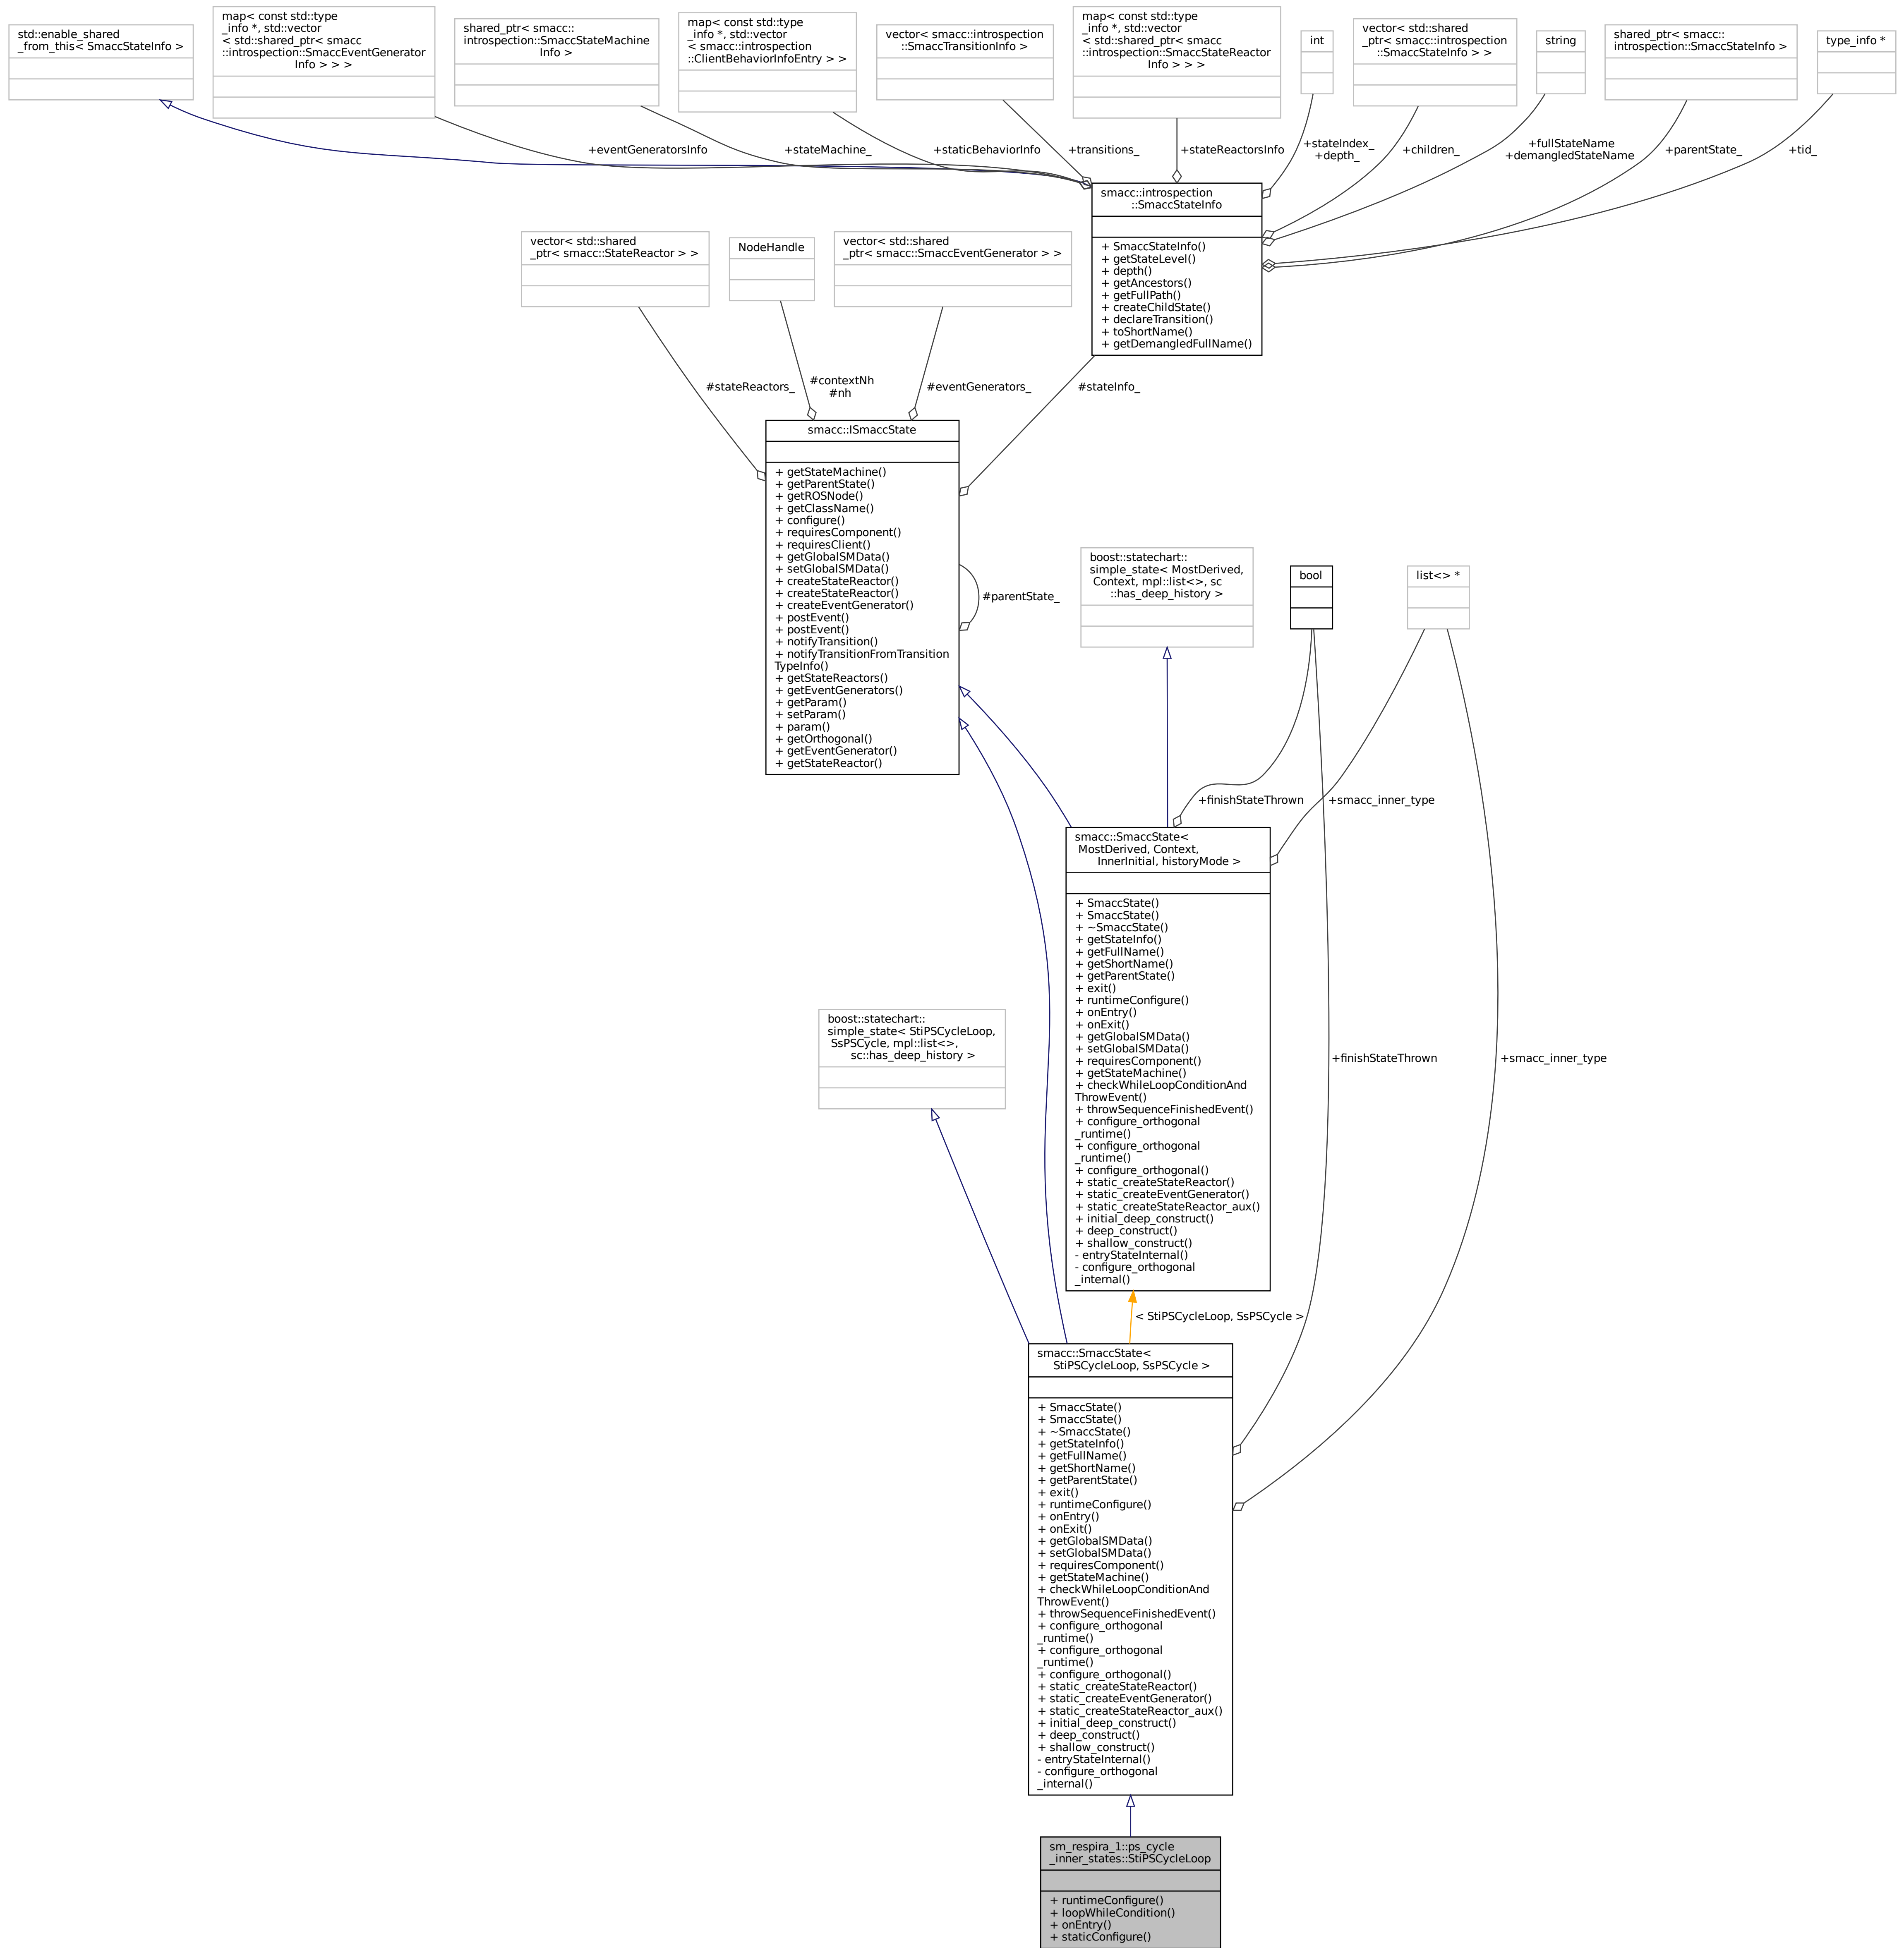 std::enable_shared
_from_this< SmaccStateInfo >
map< const std::type
_info *, std::vector
< std::shared_ptr< smacc
::introspection::SmaccEventGenerator
Info > > >
shared_ptr< smacc::
introspection::SmaccStateMachine
Info >
map< const std::type
_info *, std::vector
< smacc::introspection
::ClientBehaviorInfoEntry > >
vector< smacc::introspection
::SmaccTransitionInfo >
map< const std::type
_info *, std::vector
< std::shared_ptr< smacc
::introspection::SmaccStateReactor
Info > > >
int
vector< std::shared
_ptr< smacc::introspection
::SmaccStateInfo > >
string
shared_ptr< smacc::
introspection::SmaccStateInfo >
type_info *
+eventGeneratorsInfo
+stateMachine_
+staticBehaviorInfo
+transitions_
+stateReactorsInfo
+stateIndex_
+depth_
+children_
+fullStateName
+demangledStateName
+parentState_
+tid_
smacc::introspection
::SmaccStateInfo
+ SmaccStateInfo()
+ getStateLevel()
+ depth()
+ getAncestors()
+ getFullPath()
+ createChildState()
+ declareTransition()
+ toShortName()
+ getDemangledFullName()
vector< std::shared
_ptr< smacc::StateReactor > >
NodeHandle
vector< std::shared
_ptr< smacc::SmaccEventGenerator > >
#stateReactors_
#contextNh
#nh
#eventGenerators_
#stateInfo_
smacc::ISmaccState
+ getStateMachine()
+ getParentState()
+ getROSNode()
+ getClassName()
+ configure()
+ requiresComponent()
+ requiresClient()
+ getGlobalSMData()
+ setGlobalSMData()
+ createStateReactor()
+ createStateReactor()
+ createEventGenerator()
+ postEvent()
+ postEvent()
+ notifyTransition()
+ notifyTransitionFromTransition
TypeInfo()
+ getStateReactors()
+ getEventGenerators()
+ getParam()
+ setParam()
+ param()
+ getOrthogonal()
+ getEventGenerator()
+ getStateReactor()
#parentState_
boost::statechart::
simple_state< MostDerived,
Context, mpl::list<>, sc
::has_deep_history >
bool
list<> *
+finishStateThrown
+smacc_inner_type
smacc::SmaccState<
MostDerived, Context,
InnerInitial, historyMode >
+ SmaccState()
+ SmaccState()
+ ~SmaccState()
+ getStateInfo()
+ getFullName()
+ getShortName()
+ getParentState()
+ exit()
+ runtimeConfigure()
+ onEntry()
+ onExit()
+ getGlobalSMData()
+ setGlobalSMData()
+ requiresComponent()
+ getStateMachine()
+ checkWhileLoopConditionAnd
ThrowEvent()
+ throwSequenceFinishedEvent()
+ configure_orthogonal
_runtime()
+ configure_orthogonal
_runtime()
+ configure_orthogonal()
+ static_createStateReactor()
+ static_createEventGenerator()
+ static_createStateReactor_aux()
+ initial_deep_construct()
+ deep_construct()
+ shallow_construct()
- entryStateInternal()
- configure_orthogonal
_internal()
boost::statechart::
simple_state< StiPSCycleLoop,
SsPSCycle, mpl::list<>,
sc::has_deep_history >
+finishStateThrown
+smacc_inner_type
< StiPSCycleLoop, SsPSCycle >
smacc::SmaccState<
StiPSCycleLoop, SsPSCycle >
+ SmaccState()
+ SmaccState()
+ ~SmaccState()
+ getStateInfo()
+ getFullName()
+ getShortName()
+ getParentState()
+ exit()
+ runtimeConfigure()
+ onEntry()
+ onExit()
+ getGlobalSMData()
+ setGlobalSMData()
+ requiresComponent()
+ getStateMachine()
+ checkWhileLoopConditionAnd
ThrowEvent()
+ throwSequenceFinishedEvent()
+ configure_orthogonal
_runtime()
+ configure_orthogonal
_runtime()
+ configure_orthogonal()
+ static_createStateReactor()
+ static_createEventGenerator()
+ static_createStateReactor_aux()
+ initial_deep_construct()
+ deep_construct()
+ shallow_construct()
- entryStateInternal()
- configure_orthogonal
_internal()
sm_respira_1::ps_cycle
_inner_states::StiPSCycleLoop
+ runtimeConfigure()
+ loopWhileCondition()
+ onEntry()
+ staticConfigure()